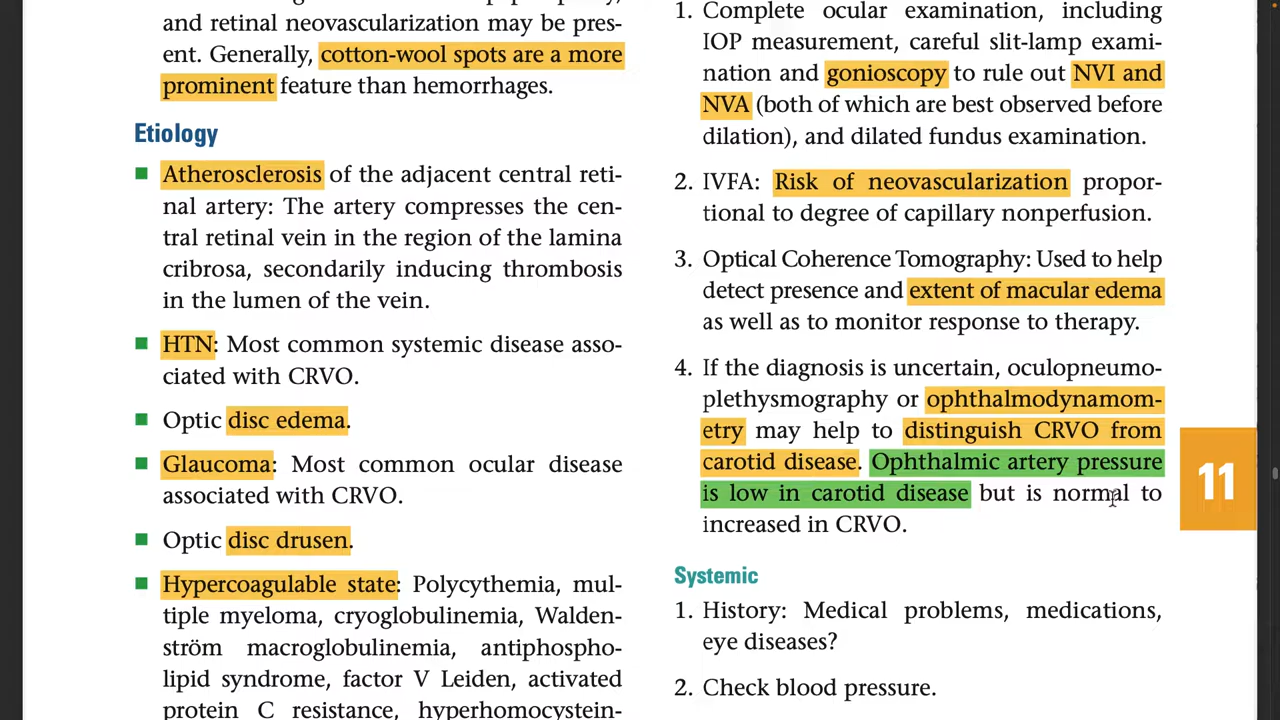 and retinal neovascularization may be pres-
ent. Generally, cotton-wool spots are a more
prominent feature than hemorrhages.
Etiology
■ Atherosclerosis of the adjacent central reti-
nal artery: The artery compresses the cen-
tral retinal vein in the region of the lamina
cribrosa, secondarily inducing thrombosis
in the lumen of the vein.
■ HTN: Most common systemic disease asso-
ciated with CRVO.
■ Optic disc edema.
■ Glaucoma: Most common ocular disease
associated with CRVO.
■ Optic disc drusen.
■ Hypercoagulable state: Polycythemia, mul-
tiple myeloma, cryoglobulinemia, Walden-
ström macroglobulinemia, antiphospho-
lipid syndrome, factor V Leiden, activated
protein C resistance, hyperhomocystein-
1. Complete ocular examination, including
IOP measurement, careful slit-lamp exami-
nation and gonioscopy to rule out NVI and
NVA (both of which are best observed before
dilation), and dilated fundus examination.
2. IVFA: Risk of neovascularization propor-
tional to degree of capillary nonperfusion.
3. Optical Coherence Tomography: Used to help
detect presence and extent of macular edema
as well as to monitor response to therapy.
4. If the diagnosis is uncertain, oculopneumo-
plethysmography or ophthalmodynamom-
etry may help to distinguish CRVO from
carotid disease. Ophthalmic artery pressure
is low in carotid disease but is normal to
increased in CRVO.
Systemic
1. History: Medical problems, medications,
eye diseases?
2. Check blood pressure.
11